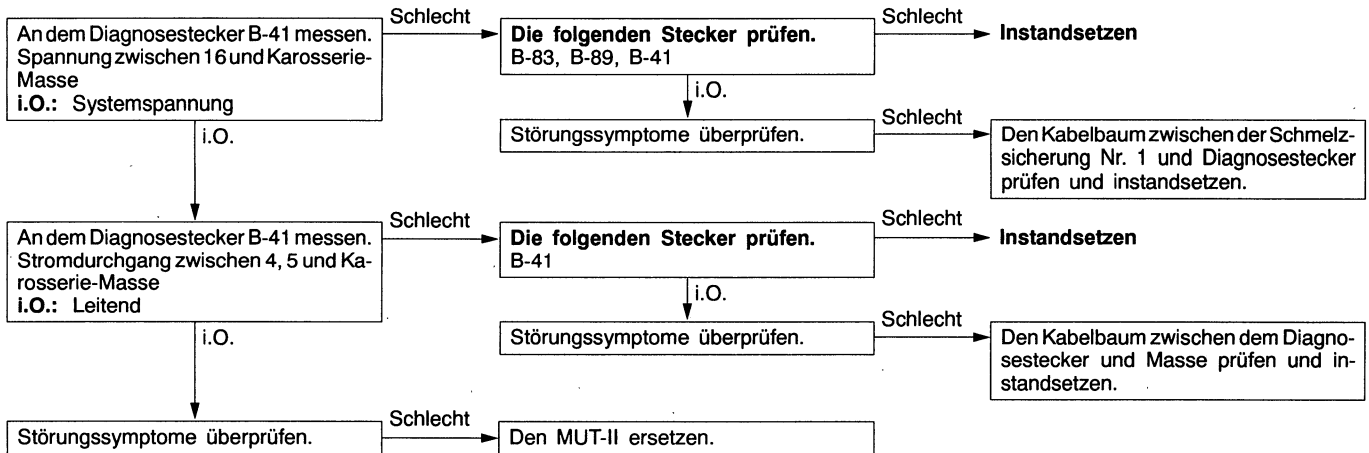 An dem Diagnosestecker B-41 messen.
Spannung zwischen 16 und Karosserie-
Masse
i.O.: Systemspannung
Schlecht
Die folgenden Stecker prüfen.
B-83, B-89, B-41
Schlecht
Instandsetzen
i.O.
Störungssymptome überprüfen.
Schlecht
Den Kabelbaum zwischen der Schmelz-
sicherung Nr. 1 und Diagnosestecker
prüfen und instandsetzen.
i.O.
An dem Diagnosestecker B-41 messen.
Stromdurchgang zwischen 4, 5 und Ka-
rosserie-Masse
i.O.: Leitend
Schlecht
Die folgenden Stecker prüfen.
B-41
Schlecht
Instandsetzen
i.O.
Störungssymptome überprüfen.
Schlecht
Den Kabelbaum zwischen dem Diagno-
sestecker und Masse prüfen und in-
standsetzen.
i.O.
Störungssymptome überprüfen.
Schlecht
Den MUT-II ersetzen.